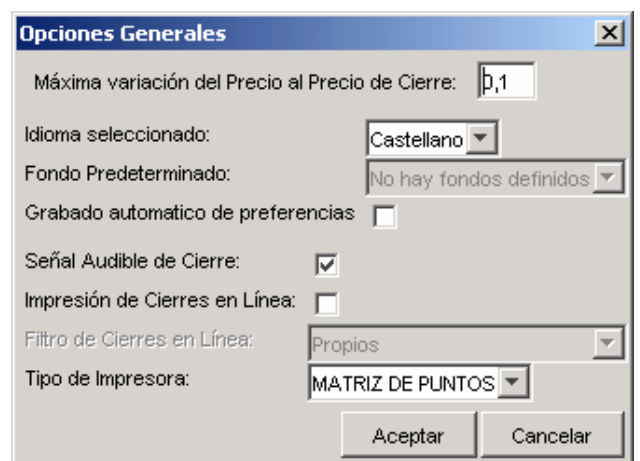 Opciones Generales
Máxima variación del Precio al Precio de Cierre: 0,1
Idioma seleccionado: Castellano
Fondo Predeterminado: No hay fondos definidos
Grabado automatico de preferencias
Señal Audible de Cierre:
Impresión de Cierres en Línea:
Filtro de Cierres en Línea: Propios
Tipo de Impresora: MATRIZ DE PUNTOS
Aceptar Cancelar